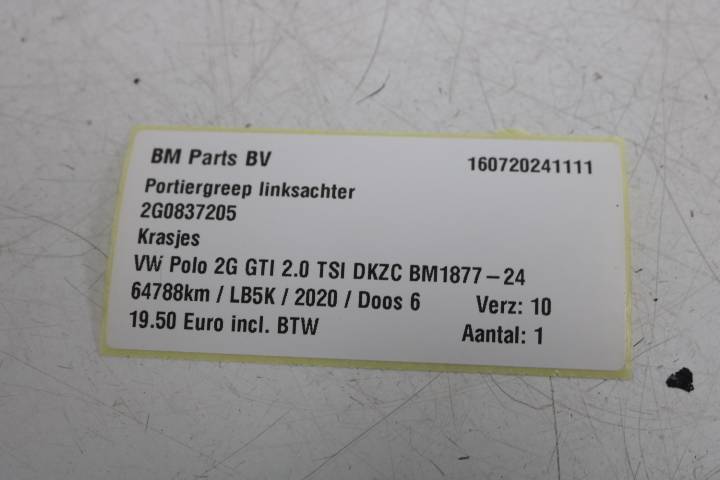 BM Parts BV 160720241111
Portiergreep linksachter
2G0837205
Krasjes
VW Polo 2G GTI 2.0 TSI DKZC BM1877-24
64788km / LB5K / 2020 / Doos 6 Verz: 10
19.50 Euro incl. BTW Aantal: 1